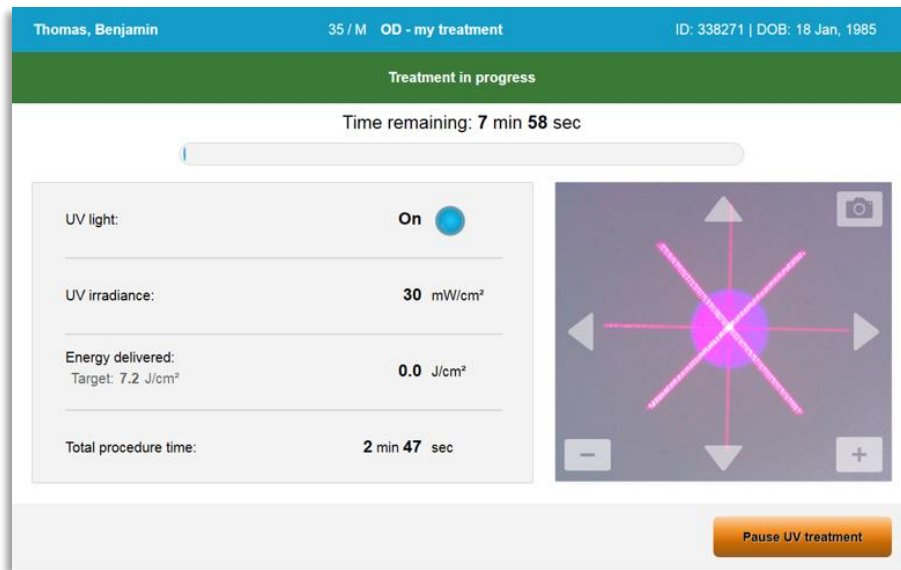 Thomas, Benjamin 35 / M OD - my treatment ID: 338271 | DOB: 18 Jan, 1985
Treatment in progress
Time remaining: 7 min 58 sec
UV light: On
UV irradiance: 30 mW/cm²
Energy delivered:
Target: 7.2 J/cm² 0.0 J/cm²
Total procedure time: 2 min 47 sec
Pause UV treatment